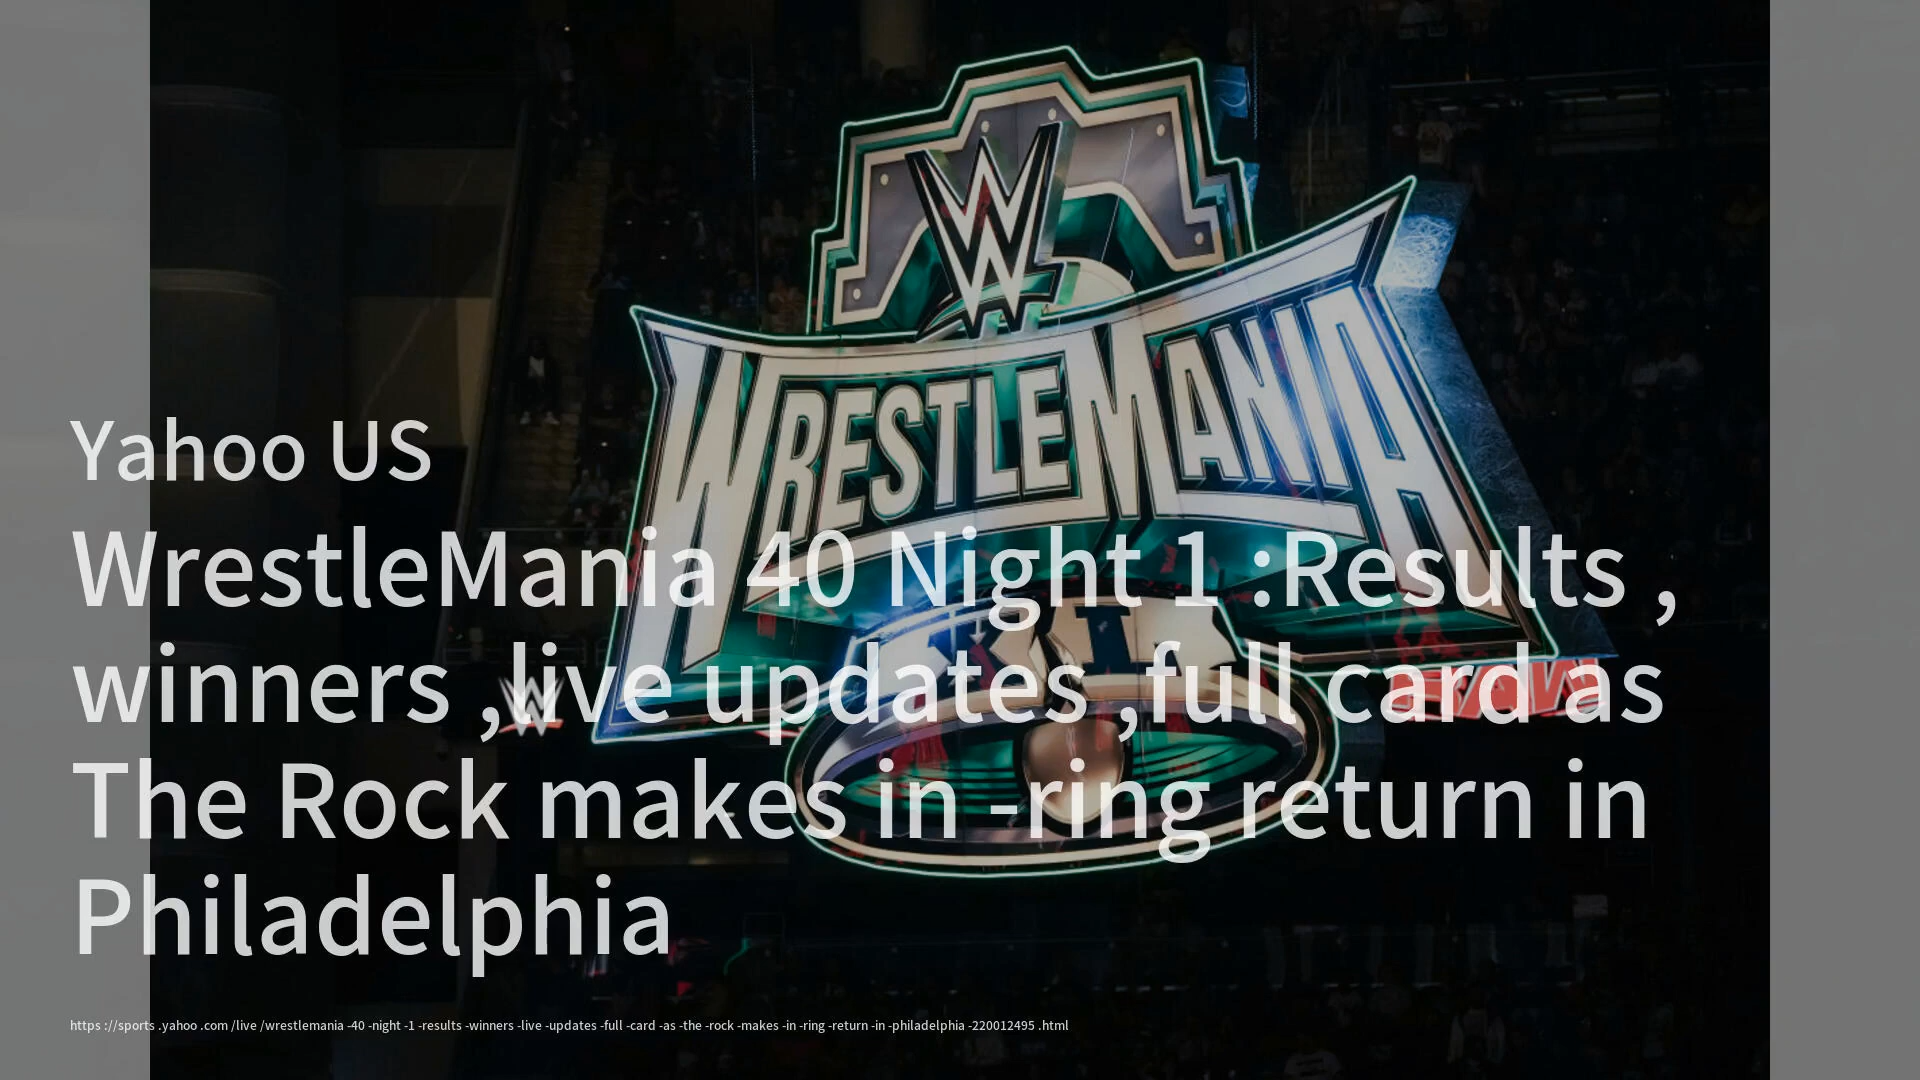 W
WRESTLEMANIA
XL
Yahoo US
WrestleMania 40 Night 1 :Results ,
winners ,live updates ,full card as
The Rock makes in -ring return in
Philadelphia
W
RAW
https ://sports .yahoo .com /live /wrestlemania -40 -night -1 -results -winners -live -updates -full -card -as -the -rock -makes -in -ring -return -in -philadelphia -220012495 .html